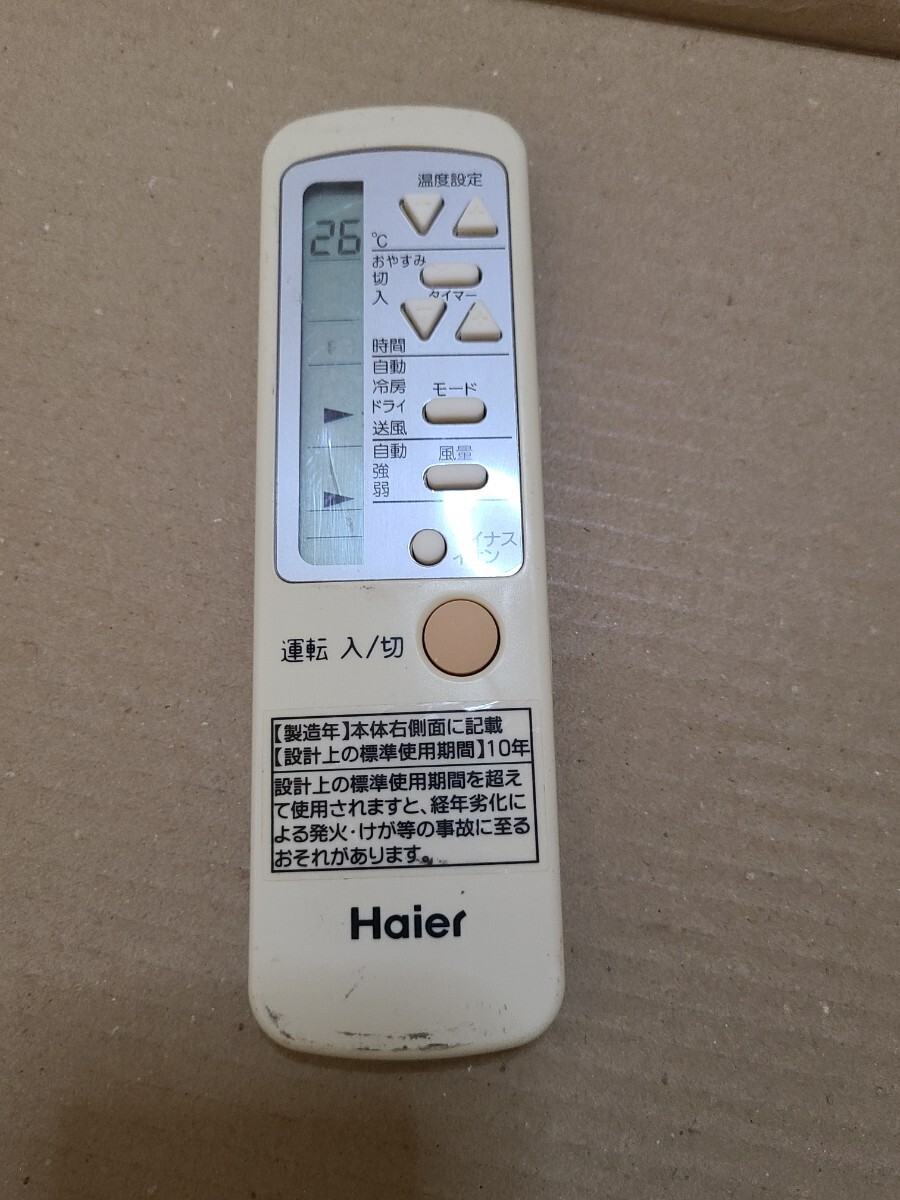 温度設定
26
℃
おやすみ
切
入
タイマー
時間
自動
冷房
モード
ドライ
送風
自動
風量
強
弱
運転 入/切
【製造年】本体右側面に記載
【設計上の標準使用期間】10年
設計上の標準使用期間を超え
て使用されますと、経年劣化に
よる発火・けが等の事故に至る
おそれがあります。
Haier